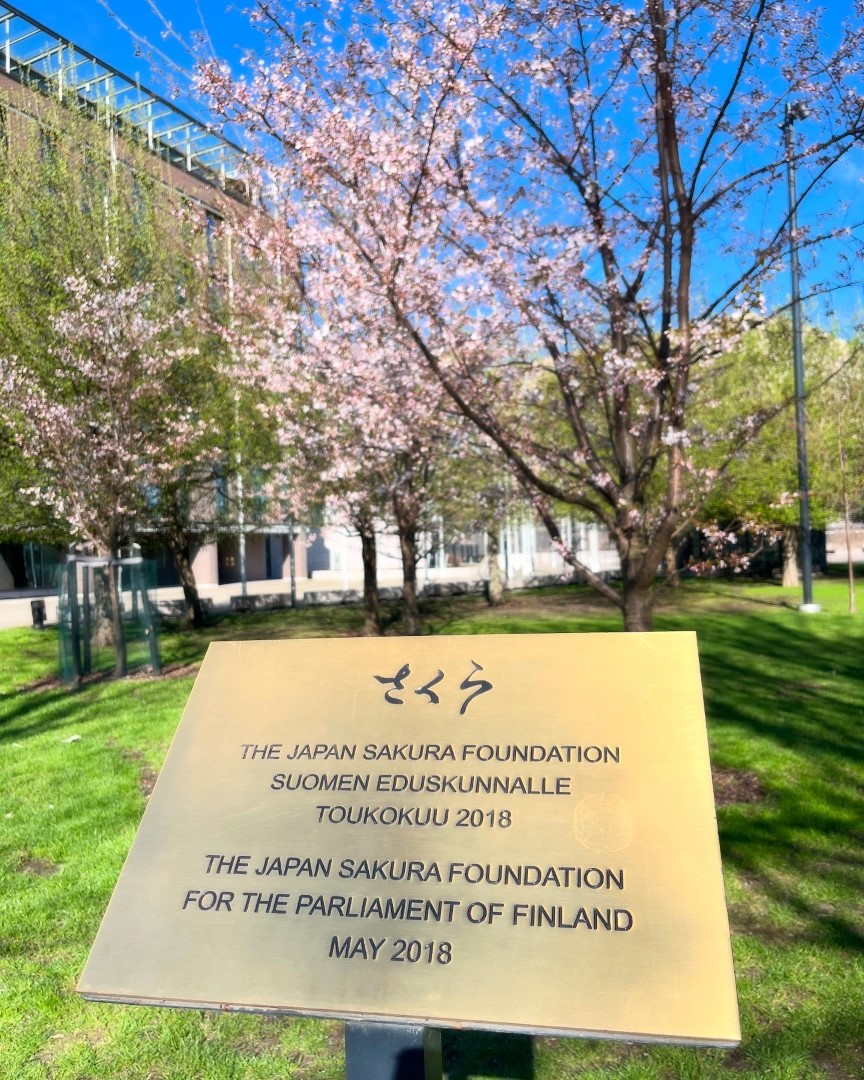 さくら
THE JAPAN SAKURA FOUNDATION
SUOMEN EDUSKUNNALLE
TOUKOKUU 2018
THE JAPAN SAKURA FOUNDATION
FOR THE PARLIAMENT OF FINLAND
MAY 2018